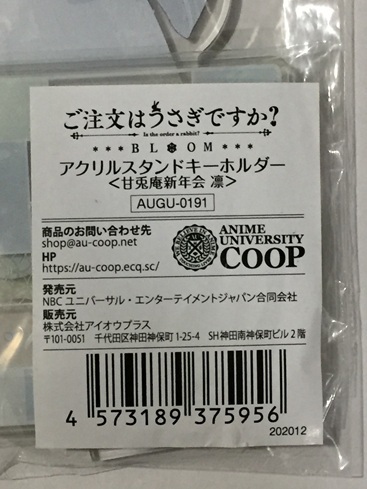 ご注文はうさぎですか?
Is the order a rabbit?
***BLOOM***
アクリルスタンドキーホルダー
<甘兎庵新年会 凛>
AUGU-0191
商品のお問い合わせ先
shop@au-coop.net
HP
https://au-coop.ecq.sc/
ANIME
UNIVERSITY
COOP
発売元
NBC ユニバーサル・エンターテイメントジャパン合同会社
販売元
株式会社アイオウプラス
〒101-0051 千代田区神田神保町1-25-4 SH神田南神保町ビル2階
4 573189 375956
202012